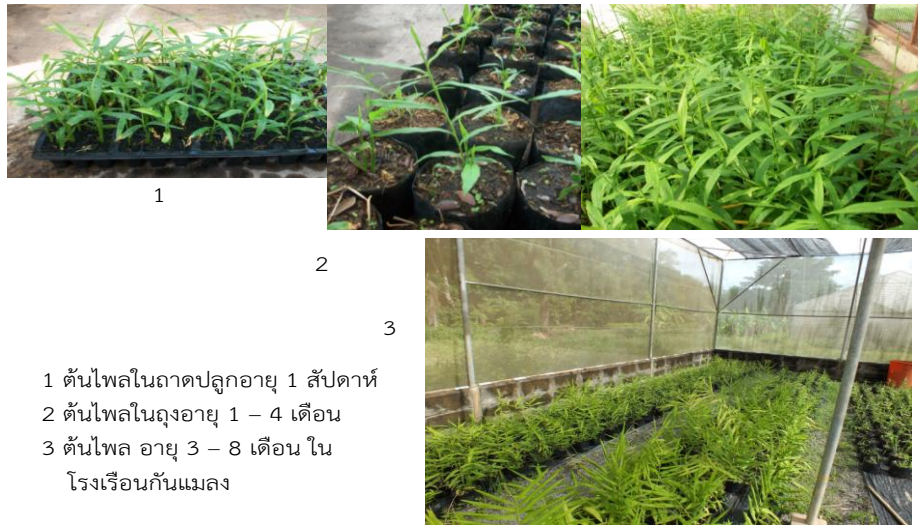 1
2
3
1 ต้นไพลในถาดปลูกอายุ 1 สัปดาห์
2 ต้นไพลในถุงอายุ 1 – 4 เดือน
3 ต้นไพล อายุ 3 – 8 เดือน ใน
โรงเรือนกันแมลง